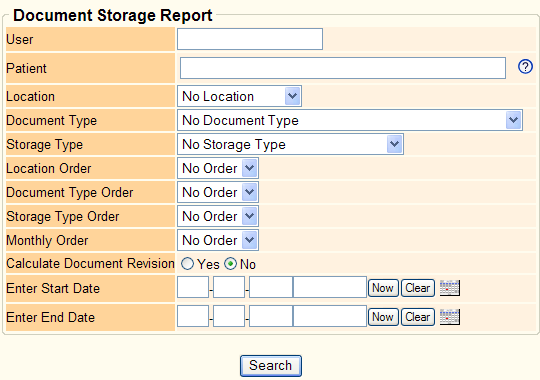 Document Storage Report
User
Patient ?
Location No Location
Document Type No Document Type
Storage Type No Storage Type
Location Order No Order
Document Type Order No Order
Storage Type Order No Order
Monthly Order No Order
Calculate Document Revision Yes No
Enter Start Date - - Now Clear
Enter End Date - - Now Clear
Search